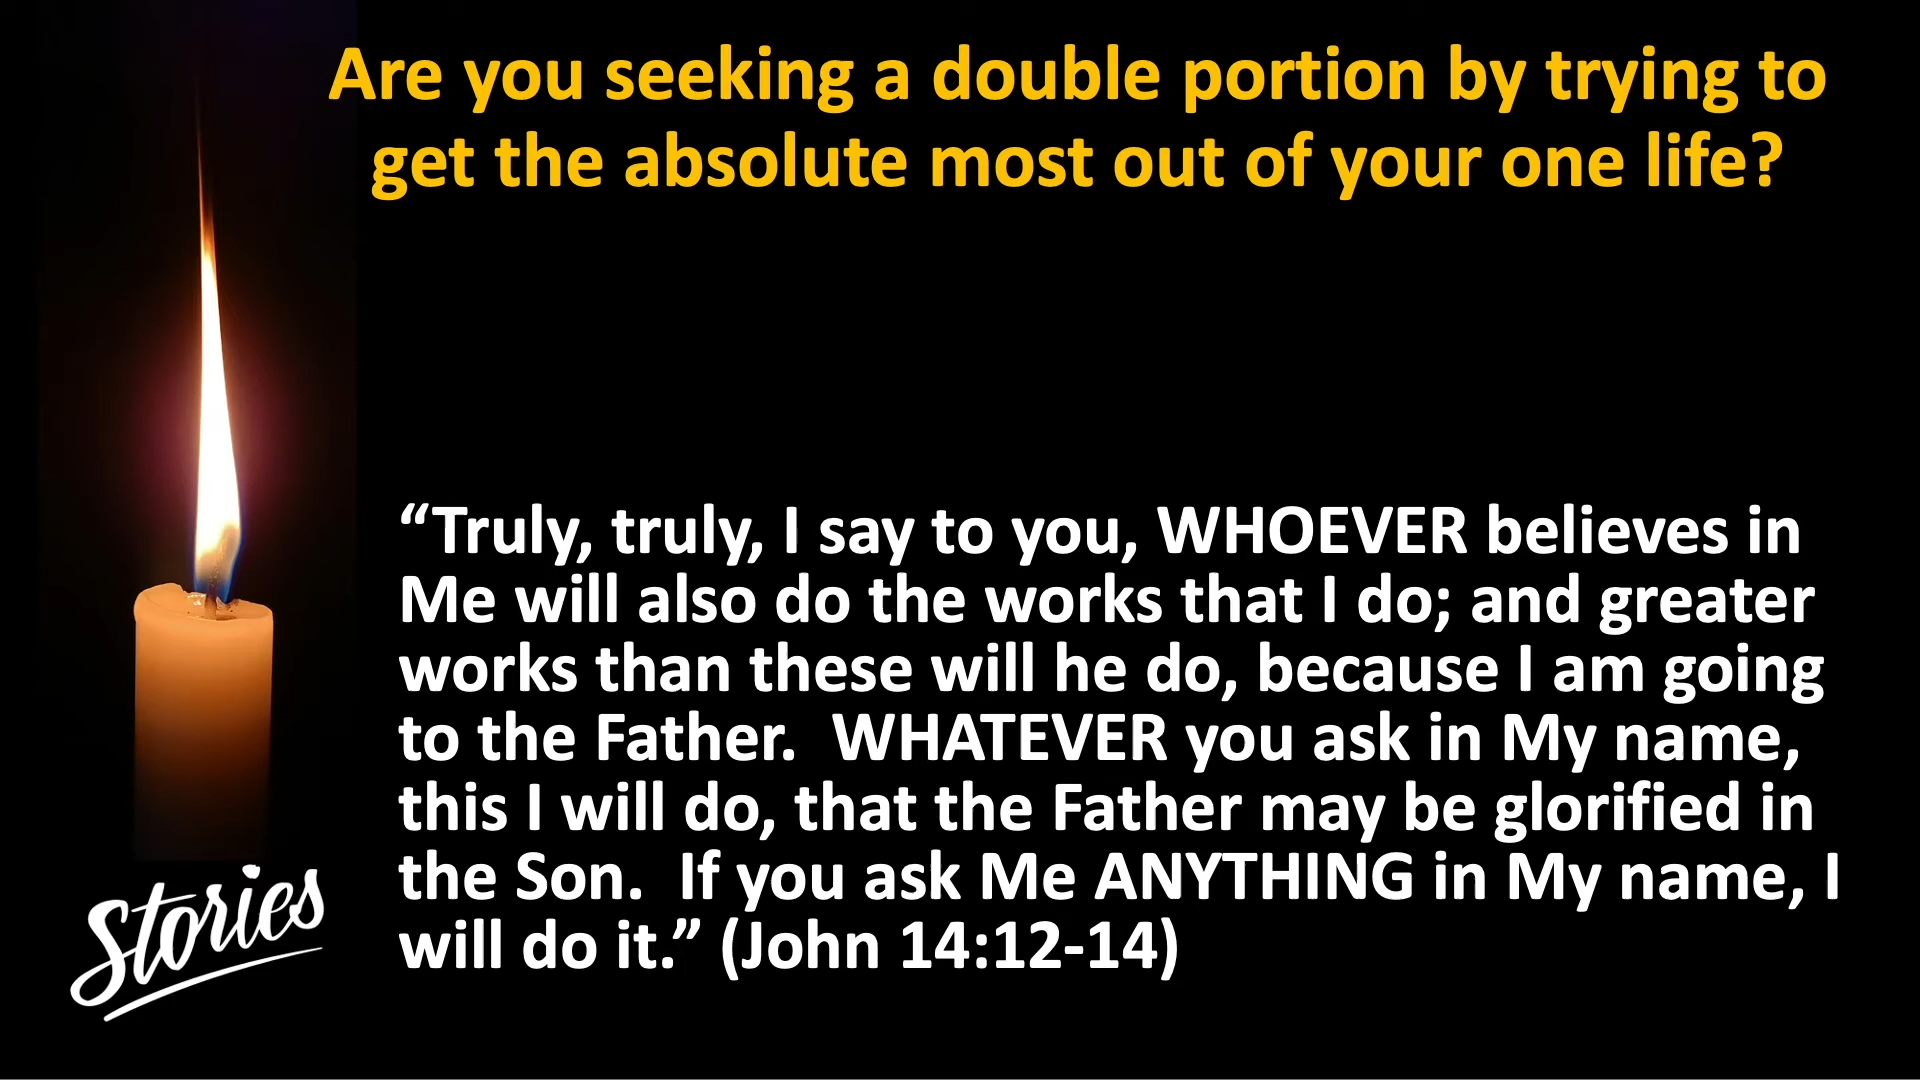 Are you seeking a double portion by trying to
get the absolute most out of your one life?
“Truly, truly, I say to you, WHOEVER believes in
Me will also do the works that I do; and greater
works than these will he do, because I am going
to the Father.  WHATEVER you ask in My name,
this I will do, that the Father may be glorified in
the Son.  If you ask Me ANYTHING in My name, I
will do it.” (John 14:12-14)
Stories